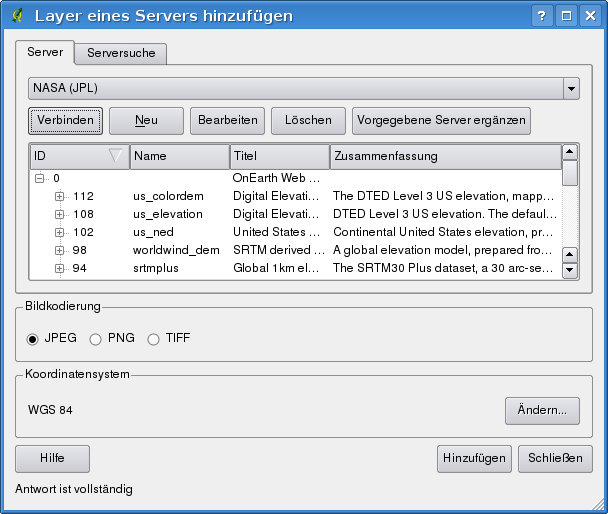 Layer eines Servers hinzufügen
Server Serversuche
NASA (JPL)
Verbinden Neu Bearbeiten Löschen Vorgegebene Server ergänzen
ID Name Titel Zusammenfassung
0 OnEarth Web ...
112 us_colordem Digital Elevati... The DTED Level 3 US elevation, mapp...
108 us_elevation Digital Elevati... DTED Level 3 US elevation. The defaul...
102 us_ned United States ... Continental United States elevation, pr...
98 worldwind_dem SRTM derived ... A global elevation model, prepared fro...
94 srtmplus Global 1km el... The SRTM30 Plus dataset, a 30 arc-se...
Bildkodierung
JPEG PNG TIFF
Koordinatensystem
WGS 84 Ändern...
Hilfe Hinzufügen Schließen
Antwort ist vollständig